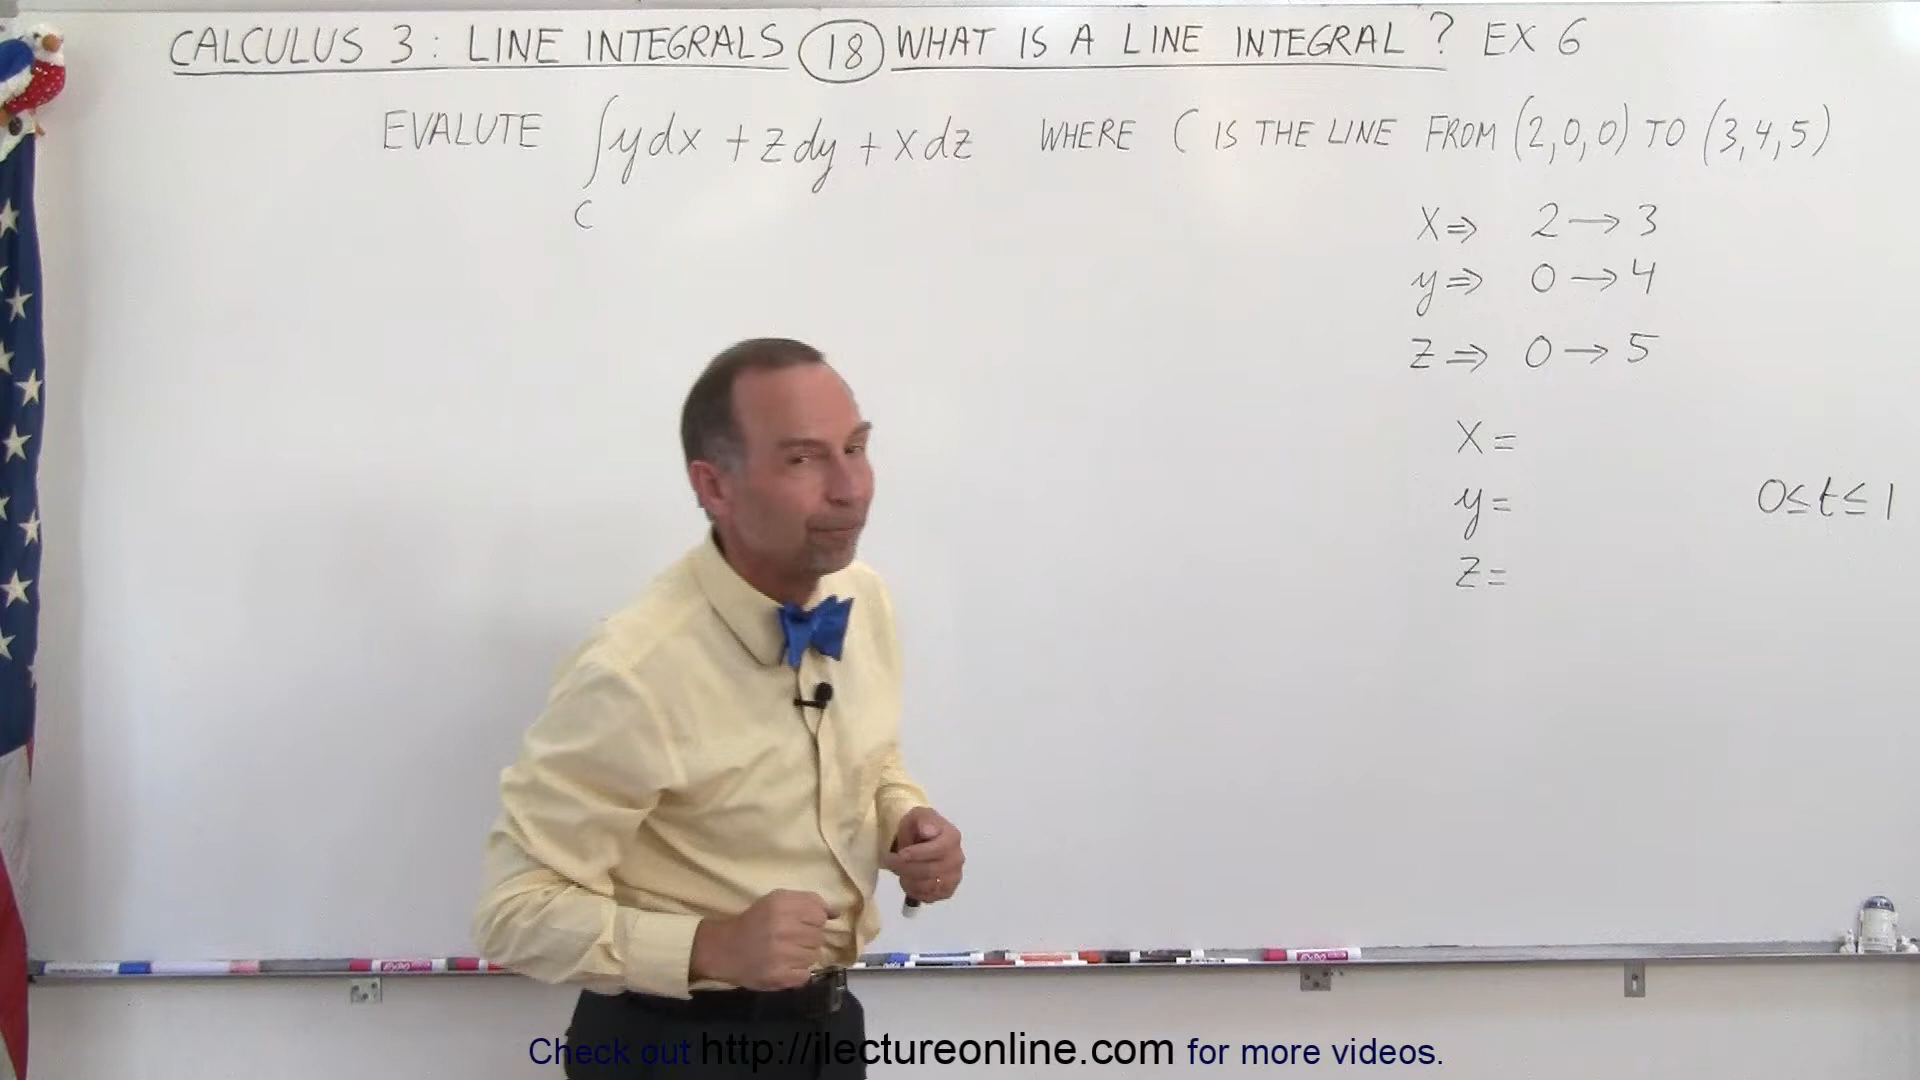 CALCULUS 3: LINE INTEGRALS (18) WHAT IS A LINE INTEGRAL? EX 6
EVALUTE ∫ydx + zdy + xdz WHERE C IS THE LINE FROM (2,0,0) TO (3,4,5)
C
X⇒ 2→3
y⇒ 0→4
Z⇒ 0→5
X=
y= 0≤t≤1
Z=
Check out http://ilectureonline.com for more videos.